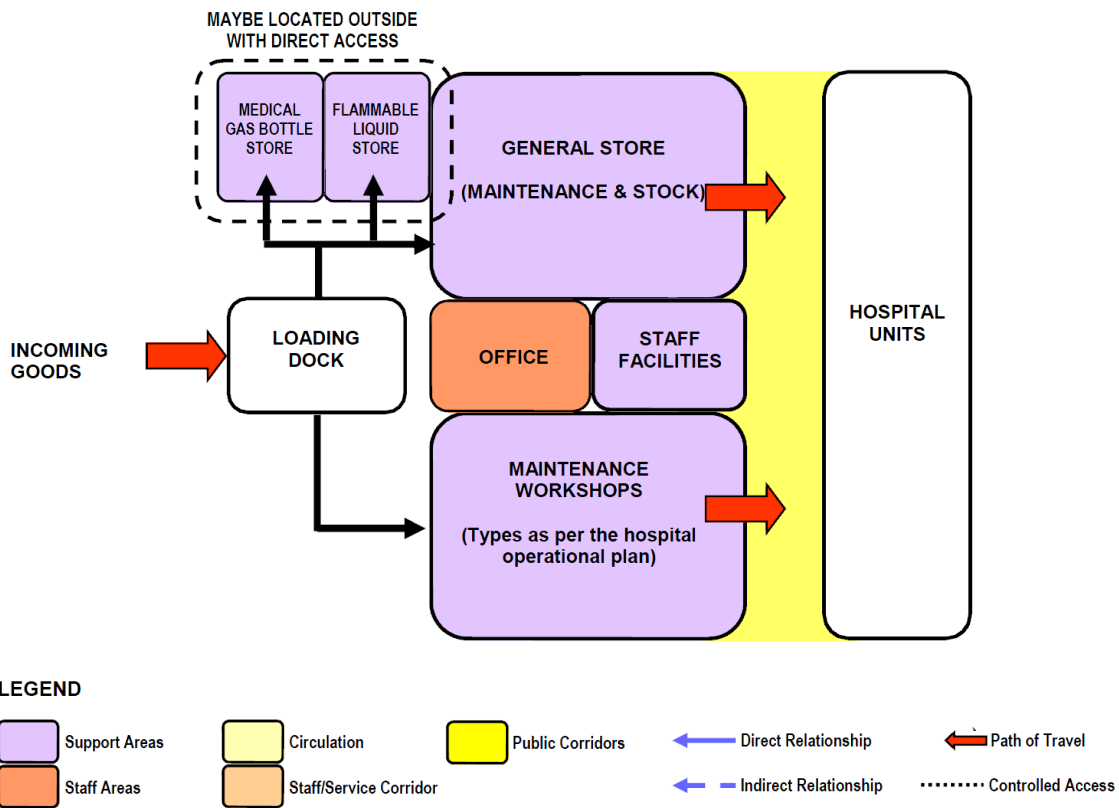 MAYBE LOCATED OUTSIDE
WITH DIRECT ACCESS
MEDICAL
GAS BOTTLE
STORE
FLAMMABLE
LIQUID
STORE
GENERAL STORE
(MAINTENANCE & STOCK)
INCOMING
GOODS
LOADING
DOCK
OFFICE
STAFF
FACILITIES
HOSPITAL
UNITS
MAINTENANCE
WORKSHOPS
(Types as per the hospital
operational plan)
LEGEND
Support Areas
Circulation
Public Corridors
Direct Relationship
Path of Travel
Staff Areas
Staff/Service Corridor
Indirect Relationship
Controlled Access